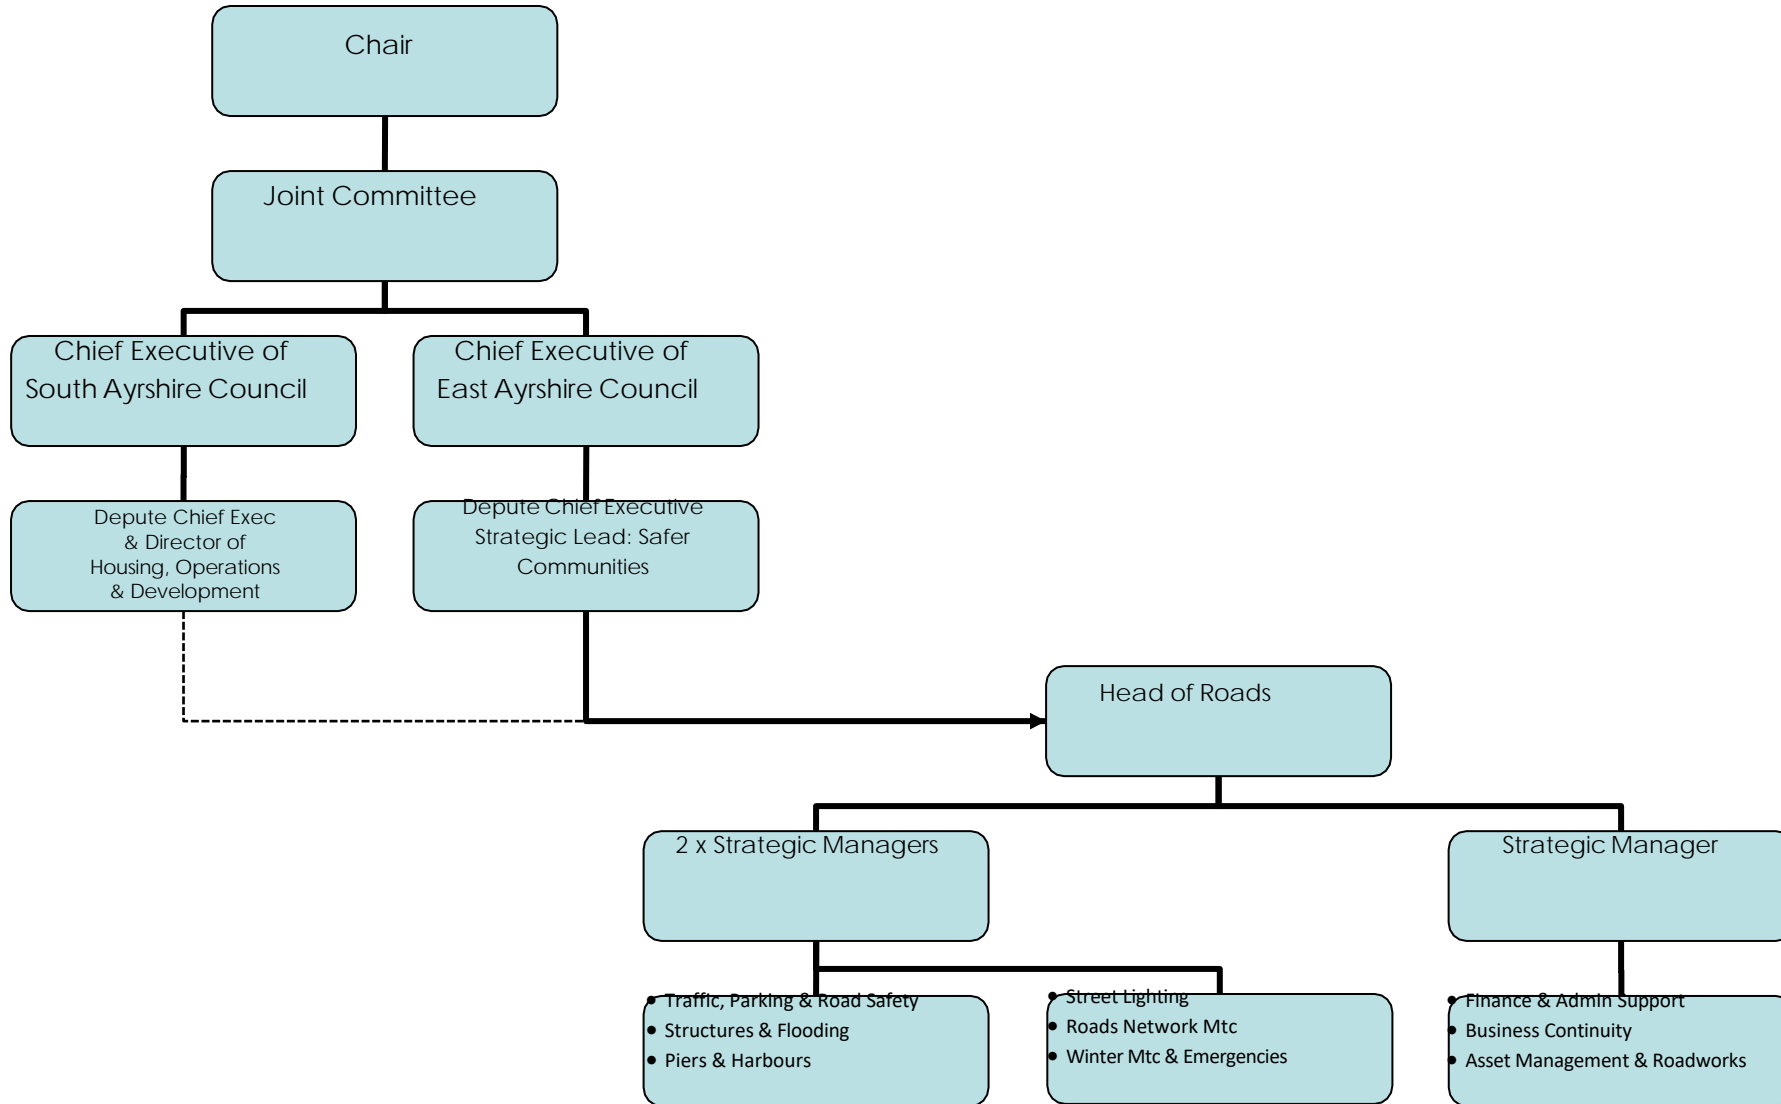 Chair
Joint Committee
Chief Executive of
South Ayrshire Council
Chief Executive of
East Ayrshire Council
Depute Chief Exec
& Director of
Housing, Operations
& Development
Depute Chief Executive
Strategic Lead: Safer
Communities
Head of Roads
2 x Strategic Managers
Strategic Manager
• Traffic, Parking & Road Safety
• Structures & Flooding
• Piers & Harbours
• Street Lighting
• Roads Network Mtc
• Winter Mtc & Emergencies
• Finance & Admin Support
• Business Continuity
• Asset Management & Roadworks